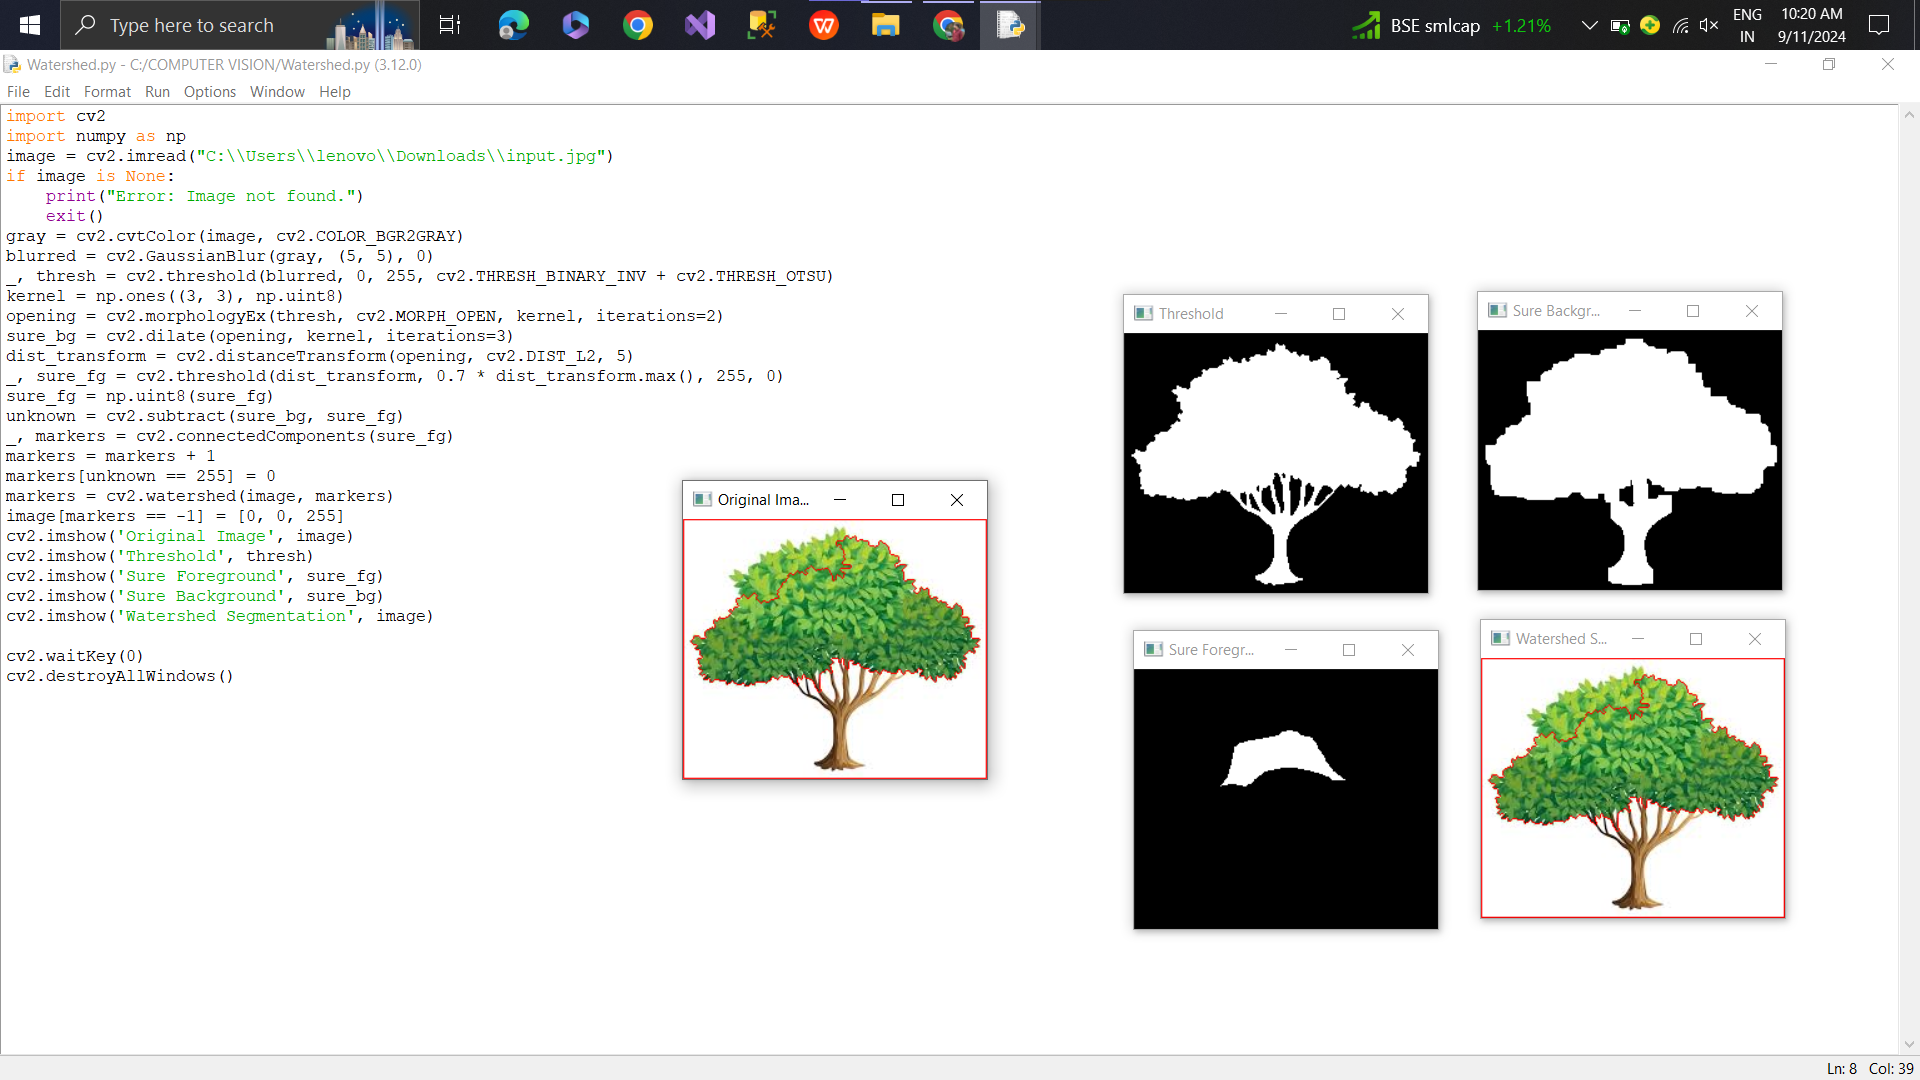 Type here to search
BSE smlcap +1.21%
ENG
IN
10:20 AM
9/11/2024
Watershed.py - C:/COMPUTER VISION/Watershed.py (3.12.0)
File Edit Format Run Options Window Help
import cv2
import numpy as np
image = cv2.imread("C:\\Users\\lenovo\\Downloads\\input.jpg")
if image is None:
    print("Error: Image not found.")
    exit()
gray = cv2.cvtColor(image, cv2.COLOR_BGR2GRAY)
blurred = cv2.GaussianBlur(gray, (5, 5), 0)
_, thresh = cv2.threshold(blurred, 0, 255, cv2.THRESH_BINARY_INV + cv2.THRESH_OTSU)
kernel = np.ones((3, 3), np.uint8)
opening = cv2.morphologyEx(thresh, cv2.MORPH_OPEN, kernel, iterations=2)
sure_bg = cv2.dilate(opening, kernel, iterations=3)
dist_transform = cv2.distanceTransform(opening, cv2.DIST_L2, 5)
_, sure_fg = cv2.threshold(dist_transform, 0.7 * dist_transform.max(), 255, 0)
sure_fg = np.uint8(sure_fg)
unknown = cv2.subtract(sure_bg, sure_fg)
_, markers = cv2.connectedComponents(sure_fg)
markers = markers + 1
markers[unknown == 255] = 0
markers = cv2.watershed(image, markers)
image[markers == -1] = [0, 0, 255]
cv2.imshow('Original Image', image)
cv2.imshow('Threshold', thresh)
cv2.imshow('Sure Foreground', sure_fg)
cv2.imshow('Sure Background', sure_bg)
cv2.imshow('Watershed Segmentation', image)
cv2.waitKey(0)
cv2.destroyAllWindows()
Original Ima...
Threshold
Sure Backgr...
Sure Foregr...
Watershed S...
Ln: 8 Col: 39